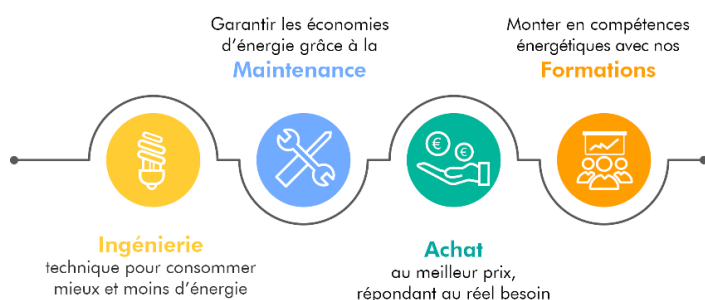 Garantir les économies
d'énergie grâce à la
Maintenance
Monter en compétences
énergétiques avec nos
Formations
Ingénierie
technique pour consommer
mieux et moins d'énergie
Achat
au meilleur prix,
répondant au réel besoin